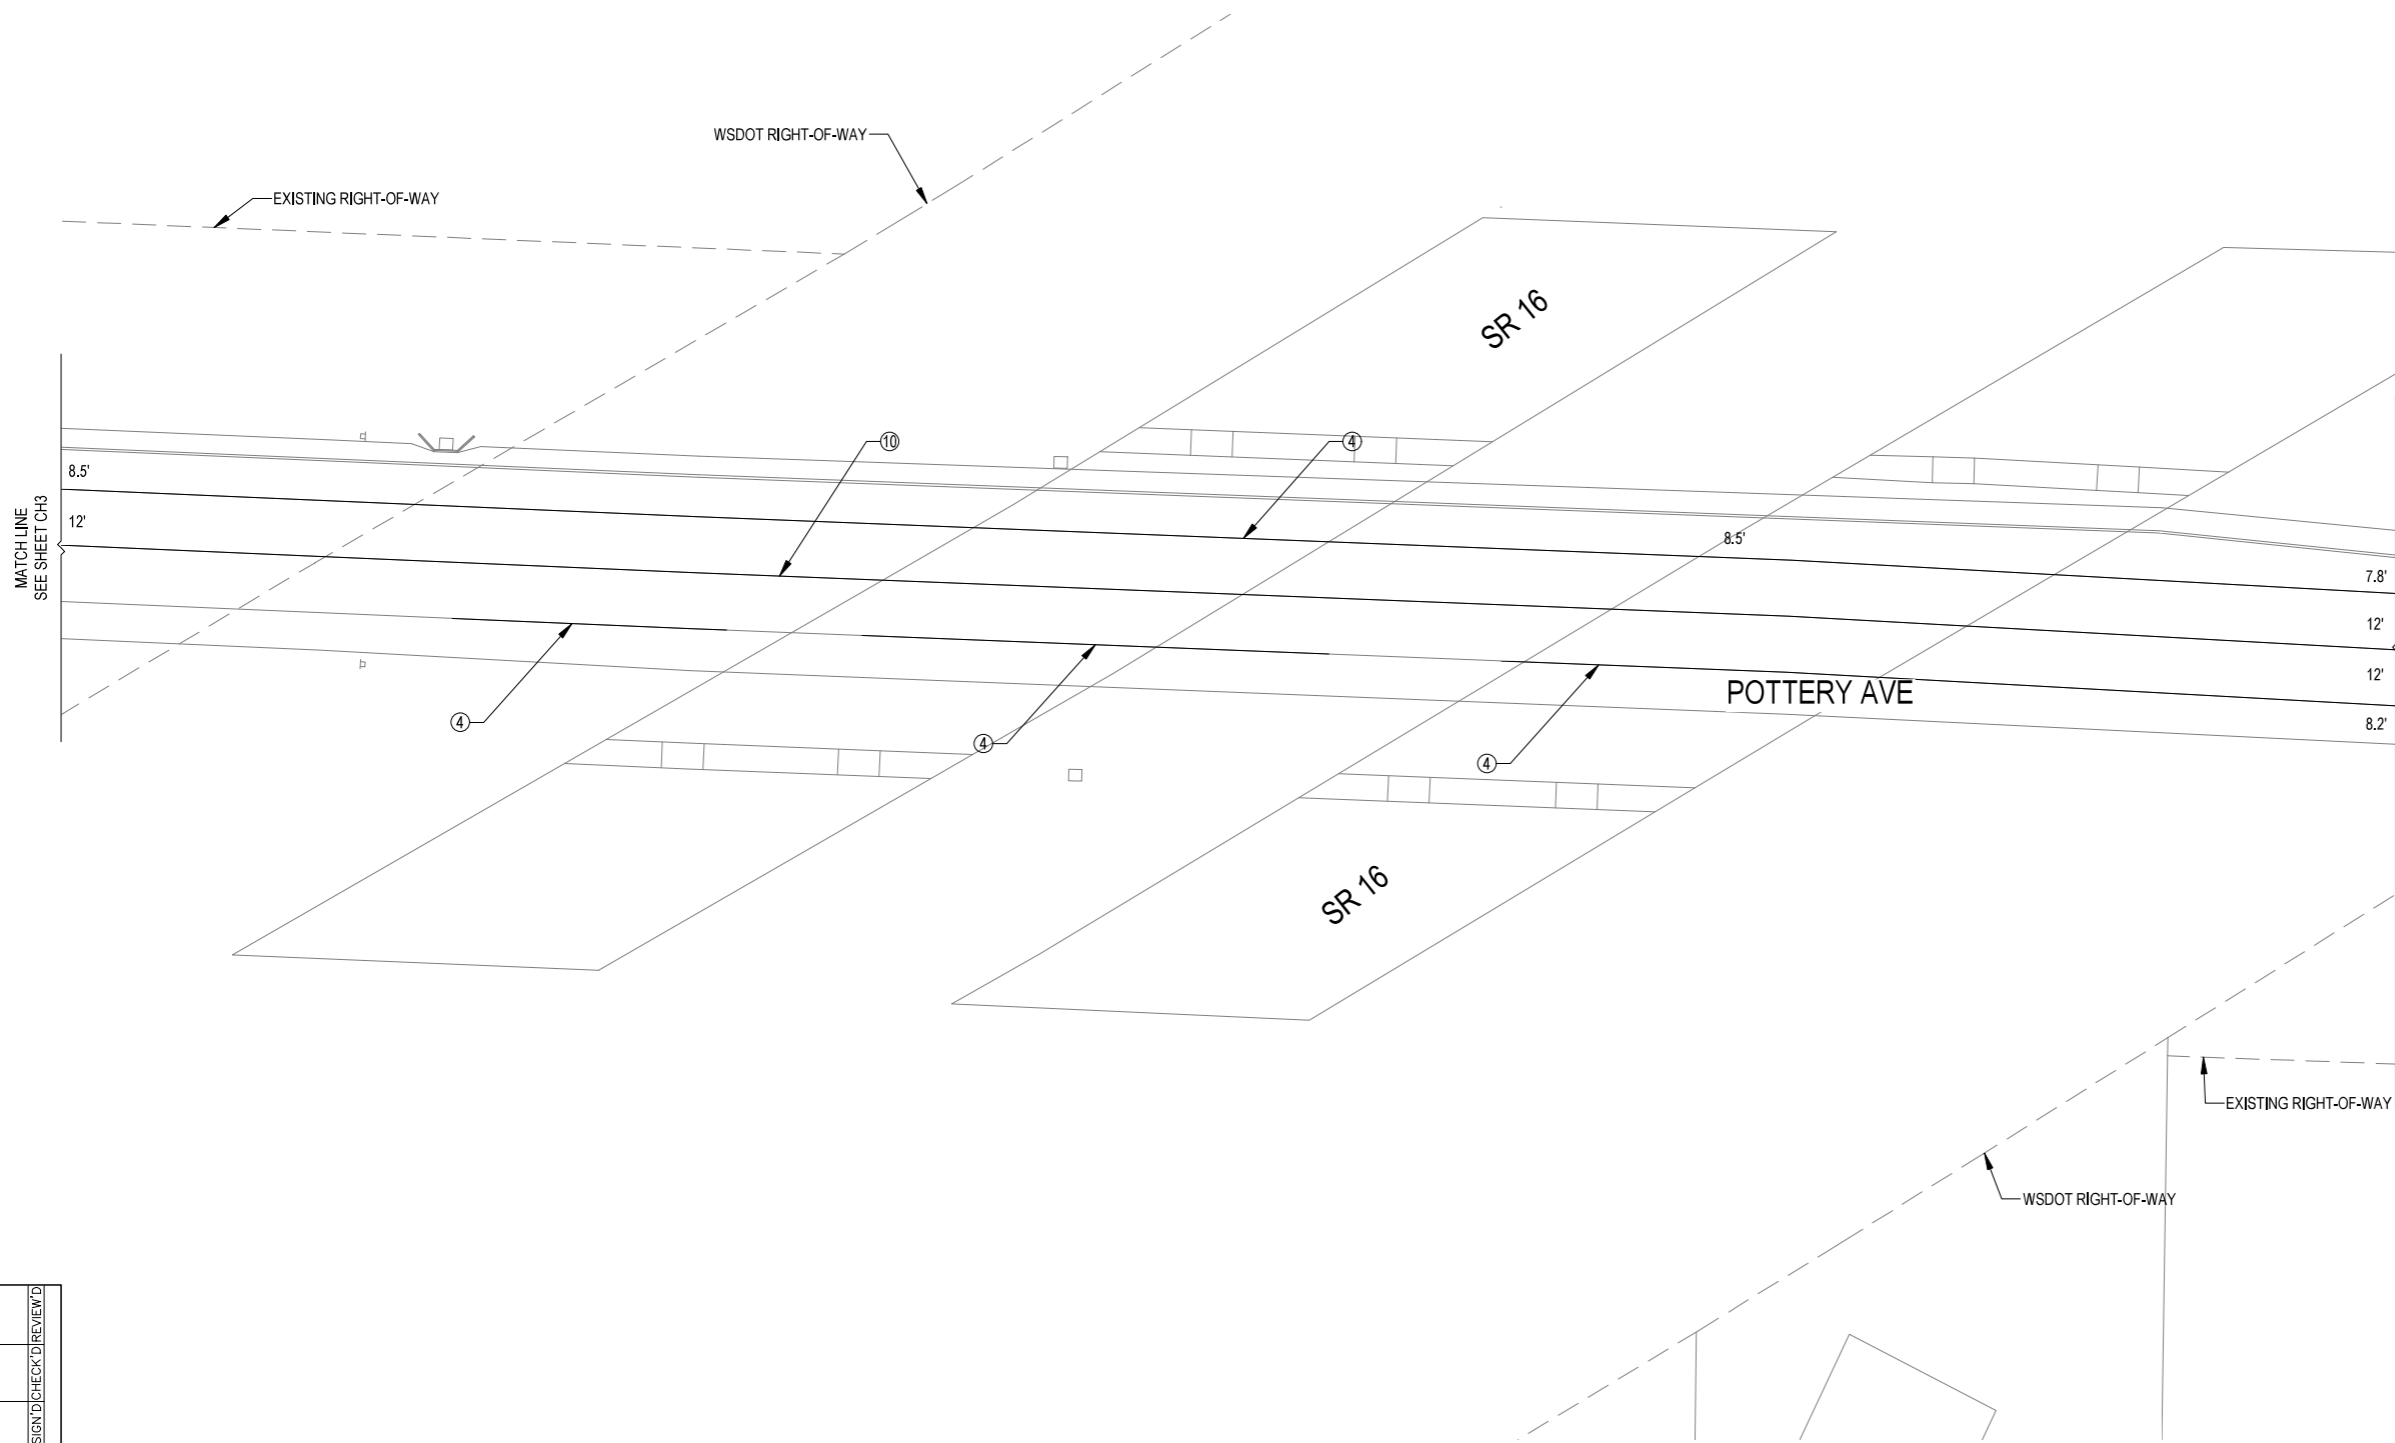 WSDOT RIGHT-OF-WAY
EXISTING RIGHT-OF-WAY
SR 16
10
4
8.5'
12'
MATCH LINE
SEE SHEET CH3
8.5'
7.8'
12'
12'
8.2'
POTTERY AVE
4
4
4
SR 16
EXISTING RIGHT-OF-WAY
WSDOT RIGHT-OF-WAY
REVIEW'D
CHECK'D
SIGN'D